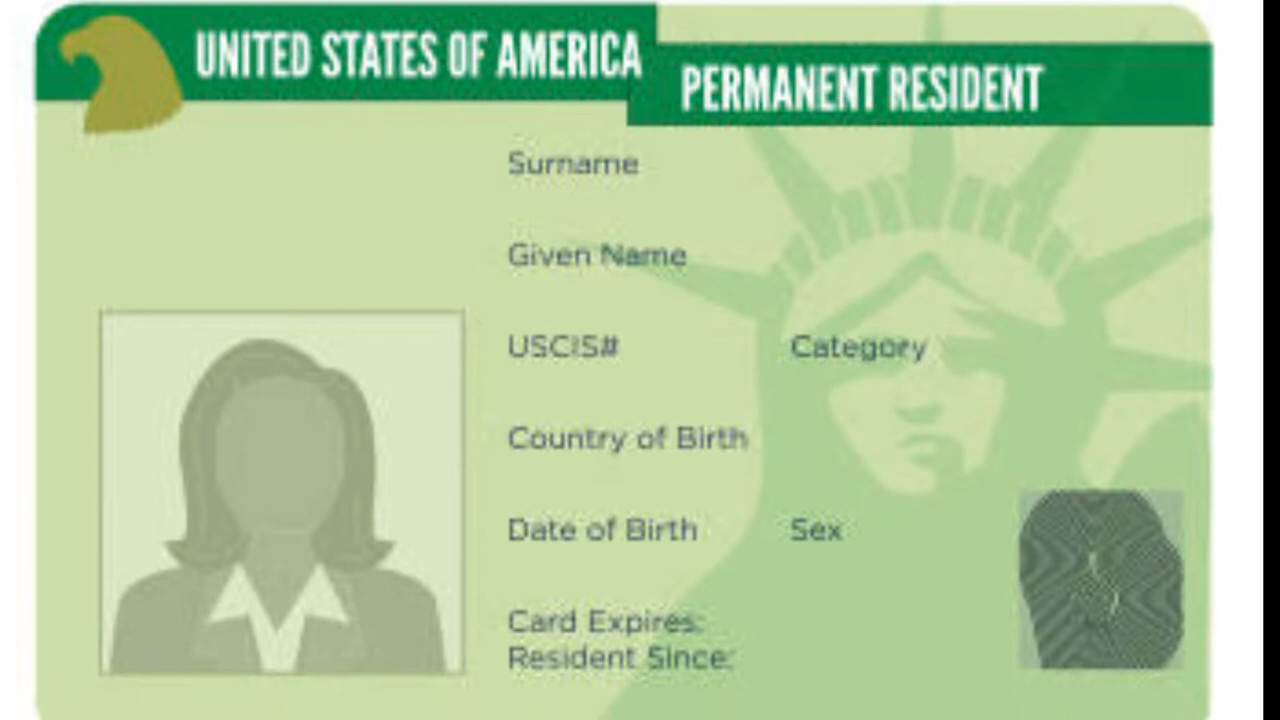 UNITED STATES OF AMERICA
PERMANENT RESIDENT
Surname
Given Name
USCIS# Category
Country of Birth
Date of Birth Sex
Card Expires:
Resident Since: